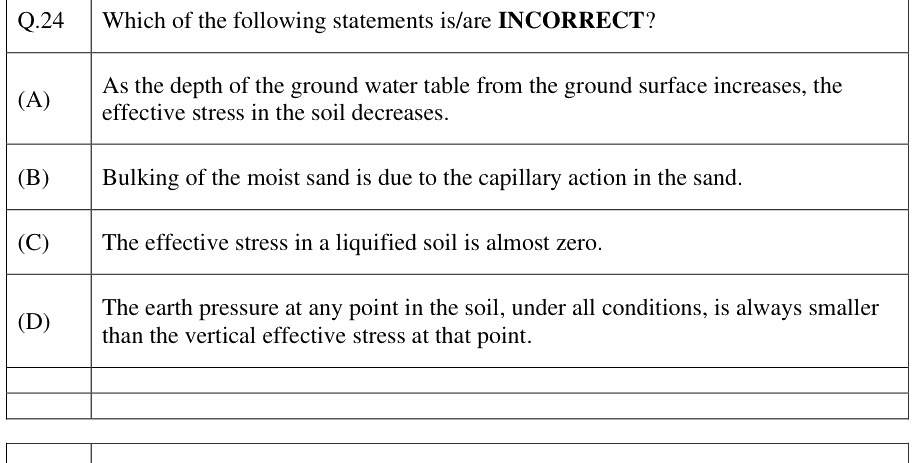 Q.24 Which of the following statements is/are INCORRECT?
(A) As the depth of the ground water table from the ground surface increases, the
effective stress in the soil decreases.
(B) Bulking of the moist sand is due to the capillary action in the sand.
(C) The effective stress in a liquified soil is almost zero.
(D) The earth pressure at any point in the soil, under all conditions, is always smaller
than the vertical effective stress at that point.